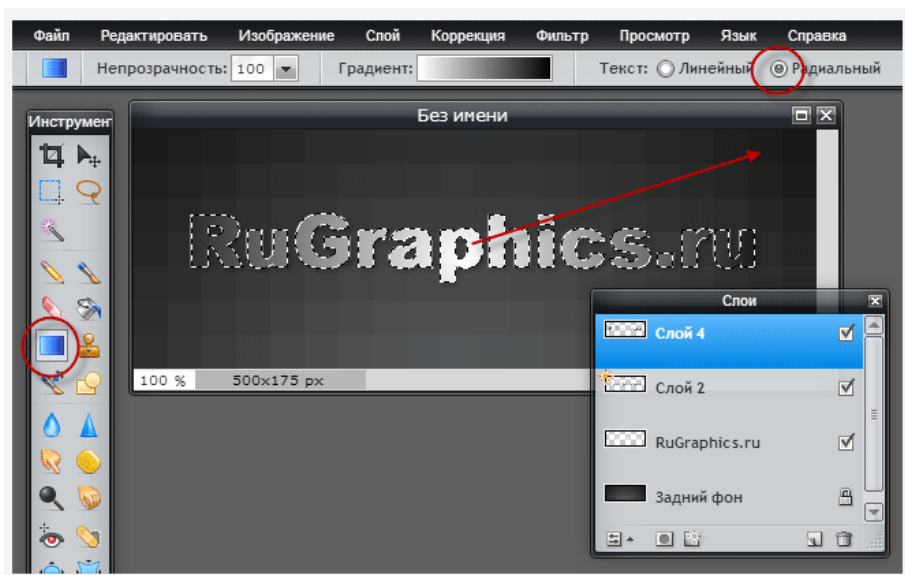 Файл Редактировать Изображение Слой Коррекция Фильтр Просмотр Язык Справка
Непрозрачность: 100 Градиент: Текст: Линейный Радиальный
Инструмент
Без имени
RuGraphics.ru
100 % 500x175 px
Слои
Слой 4
Слой 2
RuGraphics.ru
Задний фон